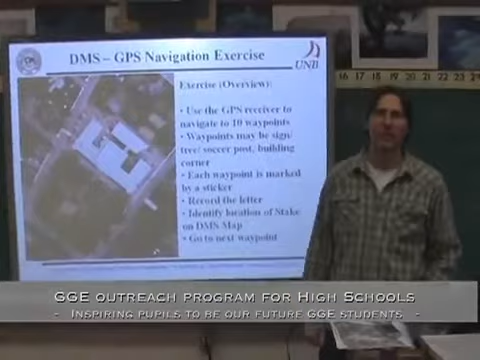 DMS – GPS Navigation Exercise
UNB
Exercise (Overview):
• Use the GPS receiver to
navigate to 10 waypoints
• Waypoints may be sign/
tree/ soccer post, building
corner
• Each waypoint is marked
by a sticker
• Record the letter
• Identify location of Stake
on DMS Map
• Go to next waypoint
16 17 18 19 20 21 22 23
GGE outreach program for High Schools
- Inspiring pupils to be our future GGE students -